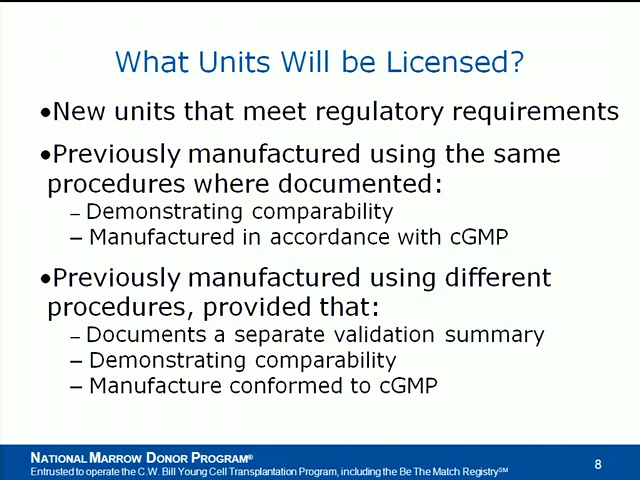 What Units Will be Licensed?
•New units that meet regulatory requirements
•Previously manufactured using the same
procedures where documented:
– Demonstrating comparability
– Manufactured in accordance with cGMP
•Previously manufactured using different
procedures, provided that:
– Documents a separate validation summary
– Demonstrating comparability
– Manufacture conformed to cGMP
NATIONAL MARROW DONOR PROGRAM®
Entrusted to operate the C.W. Bill Young Cell Transplantation Program, including the Be The Match Registry℠
8